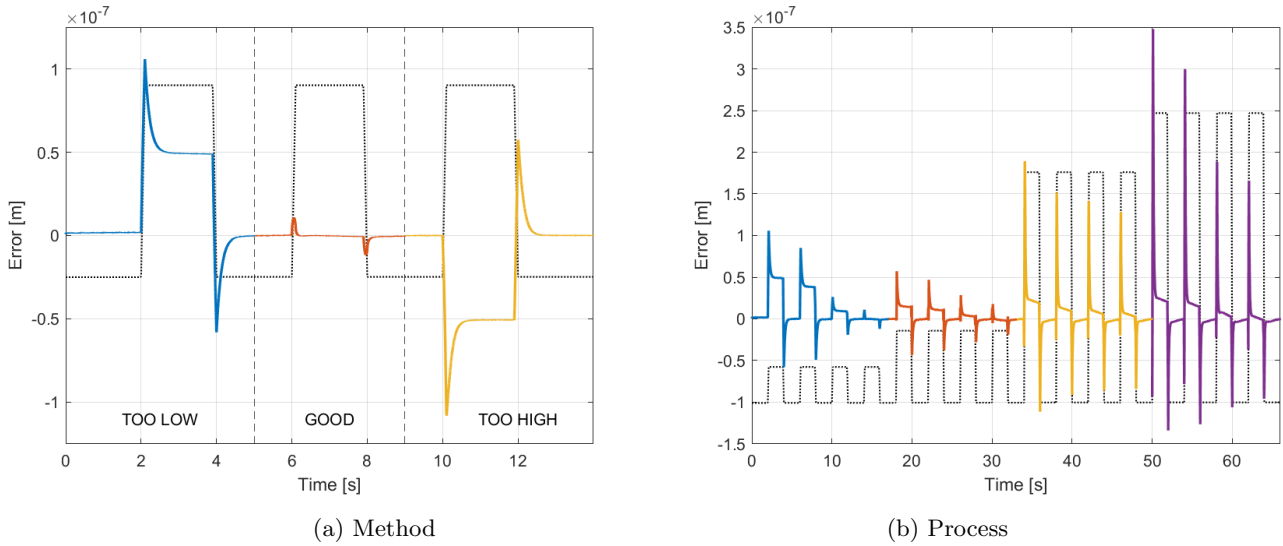 ×10⁻⁷
1
0.5
0
-0.5
-1
Error [m]
TOO LOW
GOOD
TOO HIGH
0 2 4 6 8 10 12
Time [s]
(a) Method
×10⁻⁷
3.5
3
2.5
2
1.5
1
0.5
0
-0.5
-1
-1.5
Error [m]
0 10 20 30 40 50 60
Time [s]
(b) Process